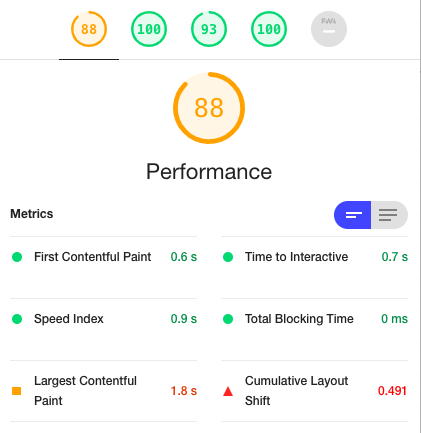 88 100 93 100 PWA
88
Performance
Metrics
First Contentful Paint 0.6 s
Time to Interactive 0.7 s
Speed Index 0.9 s
Total Blocking Time 0 ms
Largest Contentful
Paint 1.8 s
Cumulative Layout
Shift 0.491